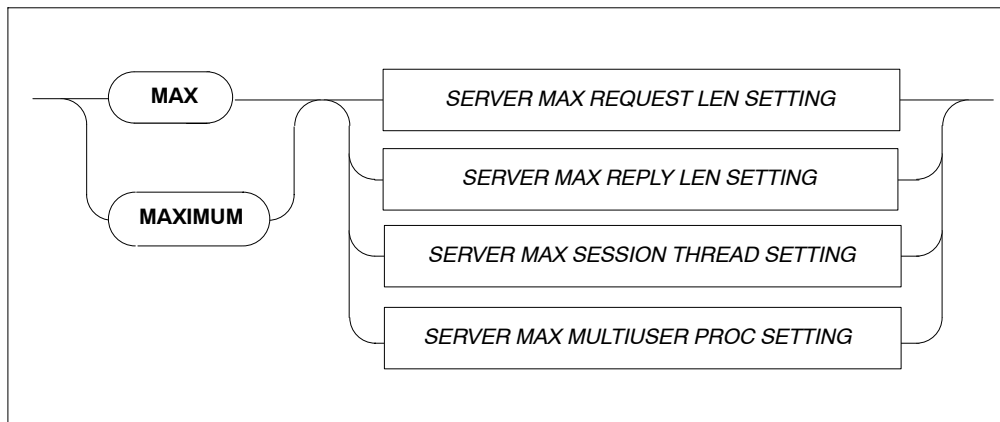 MAX
MAXIMUM
SERVER MAX REQUEST LEN SETTING
SERVER MAX REPLY LEN SETTING
SERVER MAX SESSION THREAD SETTING
SERVER MAX MULTIUSER PROC SETTING